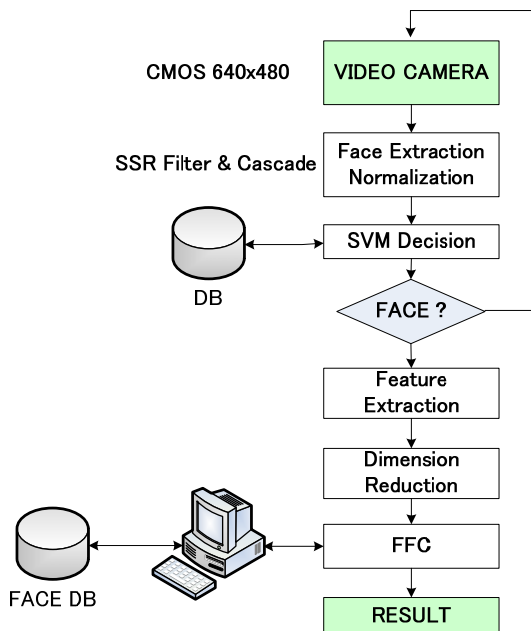 CMOS 640x480
VIDEO CAMERA
SSR Filter & Cascade
Face Extraction
Normalization
SVM Decision
DB
FACE ?
Feature
Extraction
Dimension
Reduction
FFC
FACE DB
RESULT